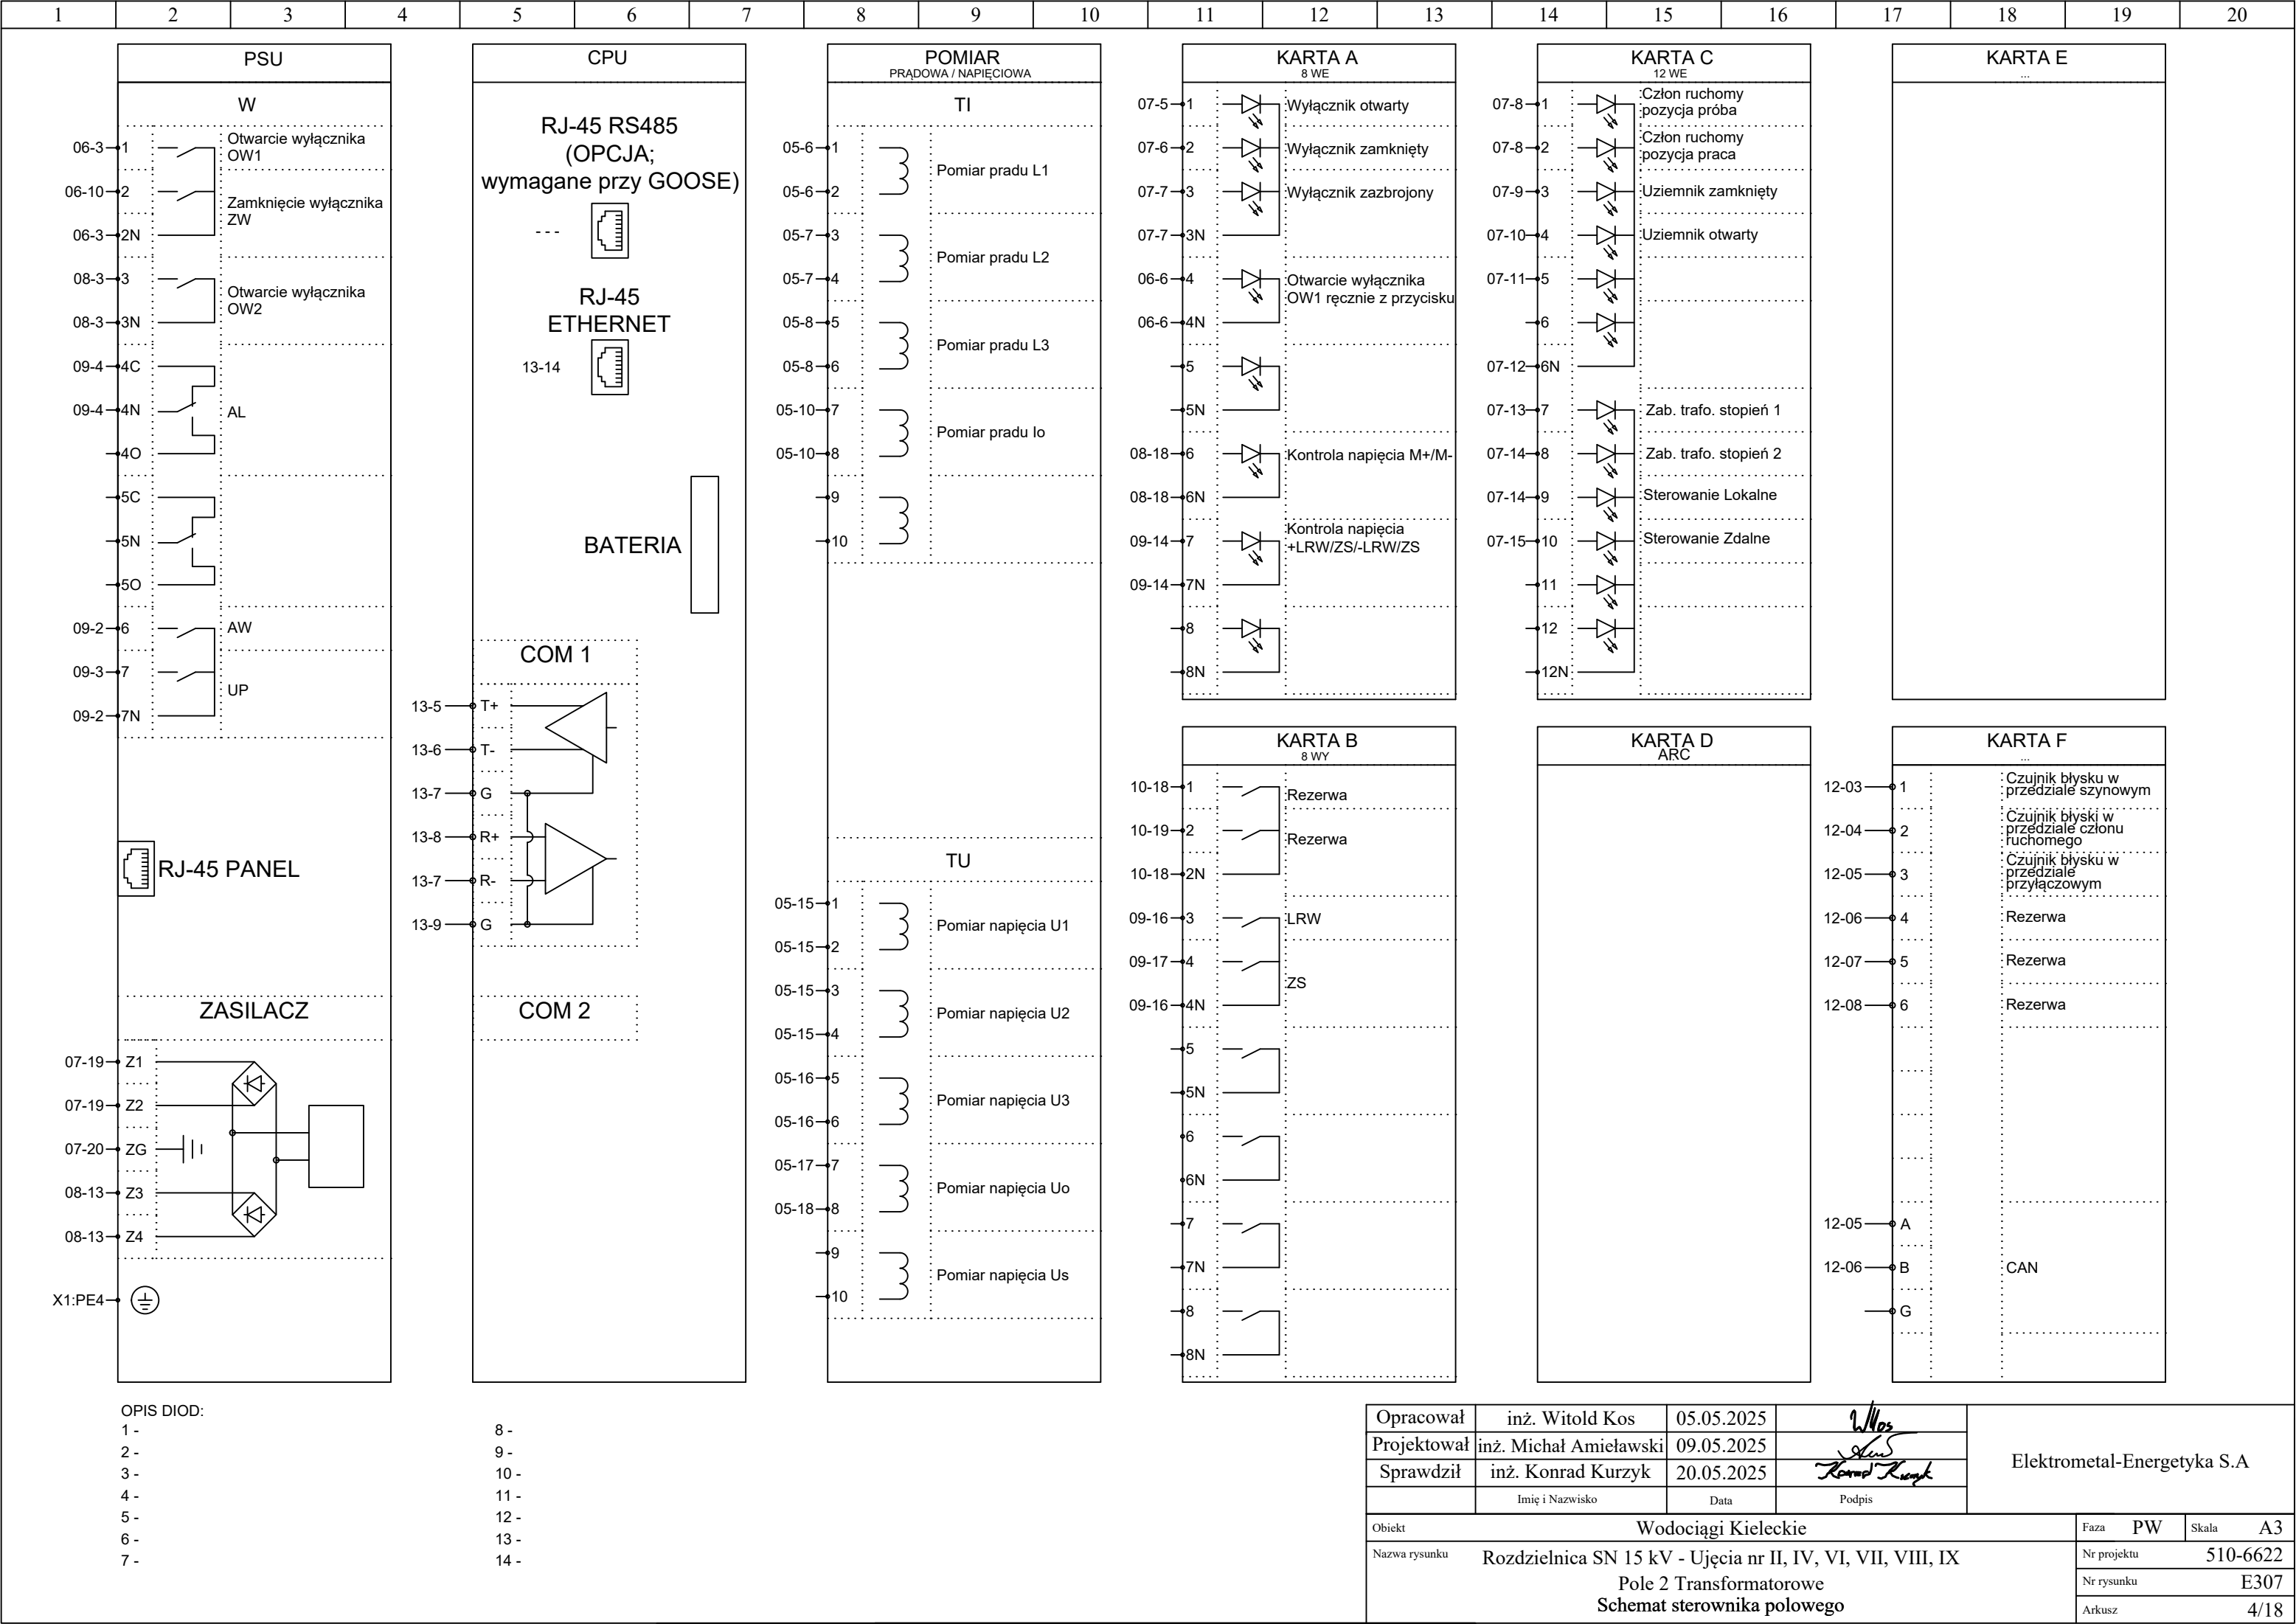 1 2 3 4 5 6 7 8 9 10 11 12 13 14 15 16 17 18 19 20
PSU
W
06-3 1 Otwarcie wyłącznika
OW1
06-10 2 Zamknięcie wyłącznika
ZW
06-3 2N
08-3 3 Otwarcie wyłącznika
OW2
08-3 3N
09-4 4C
09-4 4N AL
4O
5C
5N
5O
09-2 6 AW
09-3 7 UP
09-2 7N
RJ-45 PANEL
ZASILACZ
07-19 Z1
07-19 Z2
07-20 ZG
08-13 Z3
08-13 Z4
X1:PE4
CPU
RJ-45 RS485
(OPCJA;
wymagane przy GOOSE)
---
RJ-45
ETHERNET
13-14
BATERIA
COM 1
13-5 T+
13-6 T-
13-7 G
13-8 R+
13-7 R-
13-9 G
COM 2
POMIAR
PRĄDOWA / NAPIĘCIOWA
TI
05-6 1
Pomiar pradu L1
05-6 2
05-7 3
Pomiar pradu L2
05-7 4
05-8 5
Pomiar pradu L3
05-8 6
05-10 7
Pomiar pradu Io
05-10 8
9
10
TU
05-15 1
Pomiar napięcia U1
05-15 2
05-15 3
Pomiar napięcia U2
05-15 4
05-16 5
Pomiar napięcia U3
05-16 6
05-17 7
Pomiar napięcia Uo
05-18 8
9
Pomiar napięcia Us
10
KARTA A
8 WE
07-5 1 Wyłącznik otwarty
07-6 2 Wyłącznik zamknięty
07-7 3 Wyłącznik zazbrojony
07-7 3N
06-6 4 Otwarcie wyłącznika
OW1 ręcznie z przycisku
06-6 4N
5
5N
08-18 6 Kontrola napięcia M+/M-
08-18 6N
Kontrola napięcia
09-14 7 +LRW/ZS/-LRW/ZS
09-14 7N
8
8N
KARTA B
8 WY
10-18 1 Rezerwa
10-19 2 Rezerwa
10-18 2N
09-16 3 LRW
09-17 4
ZS
09-16 4N
5
5N
6
6N
7
7N
8
8N
KARTA C
12 WE
07-8 1 Człon ruchomy
pozycja próba
07-8 2 Człon ruchomy
pozycja praca
07-9 3 Uziemnik zamknięty
07-10 4 Uziemnik otwarty
07-11 5
6
07-12 6N
07-13 7 Zab. trafo. stopień 1
07-14 8 Zab. trafo. stopień 2
07-14 9 Sterowanie Lokalne
07-15 10 Sterowanie Zdalne
11
12
12N
KARTA D
ARC
KARTA E
...
KARTA F
...
12-03 1 Czujnik błysku w
przedziale szynowym
12-04 2 Czujnik błyski w
przedziale członu
ruchomego
12-05 3 Czujnik błysku w
przedziale
przyłączowym
12-06 4 Rezerwa
12-07 5 Rezerwa
12-08 6 Rezerwa
12-05 A
12-06 B CAN
G
OPIS DIOD:
1 -
2 -
3 -
4 -
5 -
6 -
7 -
8 -
9 -
10 -
11 -
12 -
13 -
14 -
Opracował inż. Witold Kos 05.05.2025
Projektował inż. Michał Amieławski 09.05.2025
Sprawdził inż. Konrad Kurzyk 20.05.2025 Konrad Kurzyk
Imię i Nazwisko Data Podpis
Elektrometal-Energetyka S.A
Obiekt Wodociągi Kieleckie
Faza PW Skala A3
Nazwa rysunku Rozdzielnica SN 15 kV - Ujęcia nr II, IV, VI, VII, VIII, IX
Pole 2 Transformatorowe
Schemat sterownika polowego
Nr projektu 510-6622
Nr rysunku E307
Arkusz 4/18